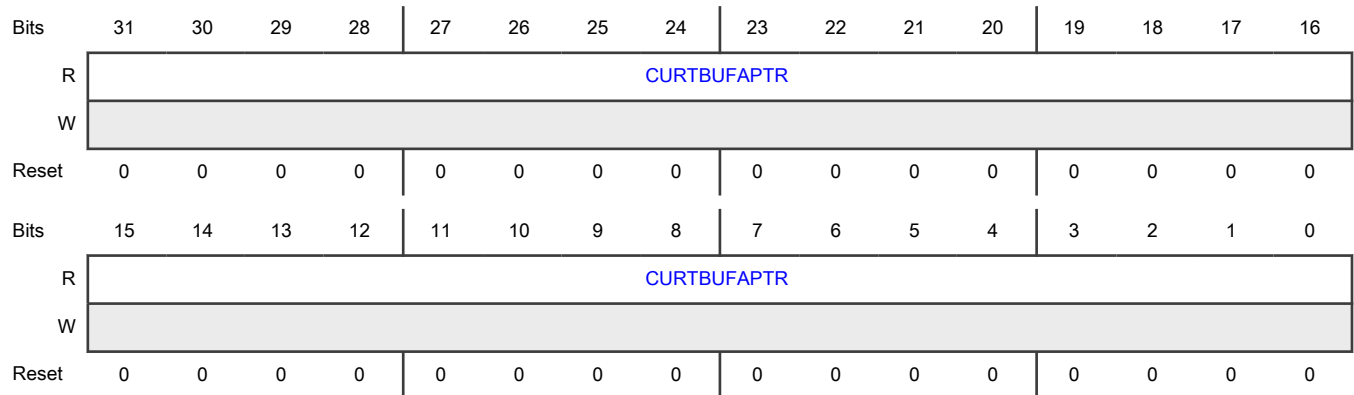 Bits 31 30 29 28 27 26 25 24 23 22 21 20 19 18 17 16
R CURTBUFAPTR
W
Reset 0 0 0 0 0 0 0 0 0 0 0 0 0 0 0 0
Bits 15 14 13 12 11 10 9 8 7 6 5 4 3 2 1 0
R CURTBUFAPTR
W
Reset 0 0 0 0 0 0 0 0 0 0 0 0 0 0 0 0